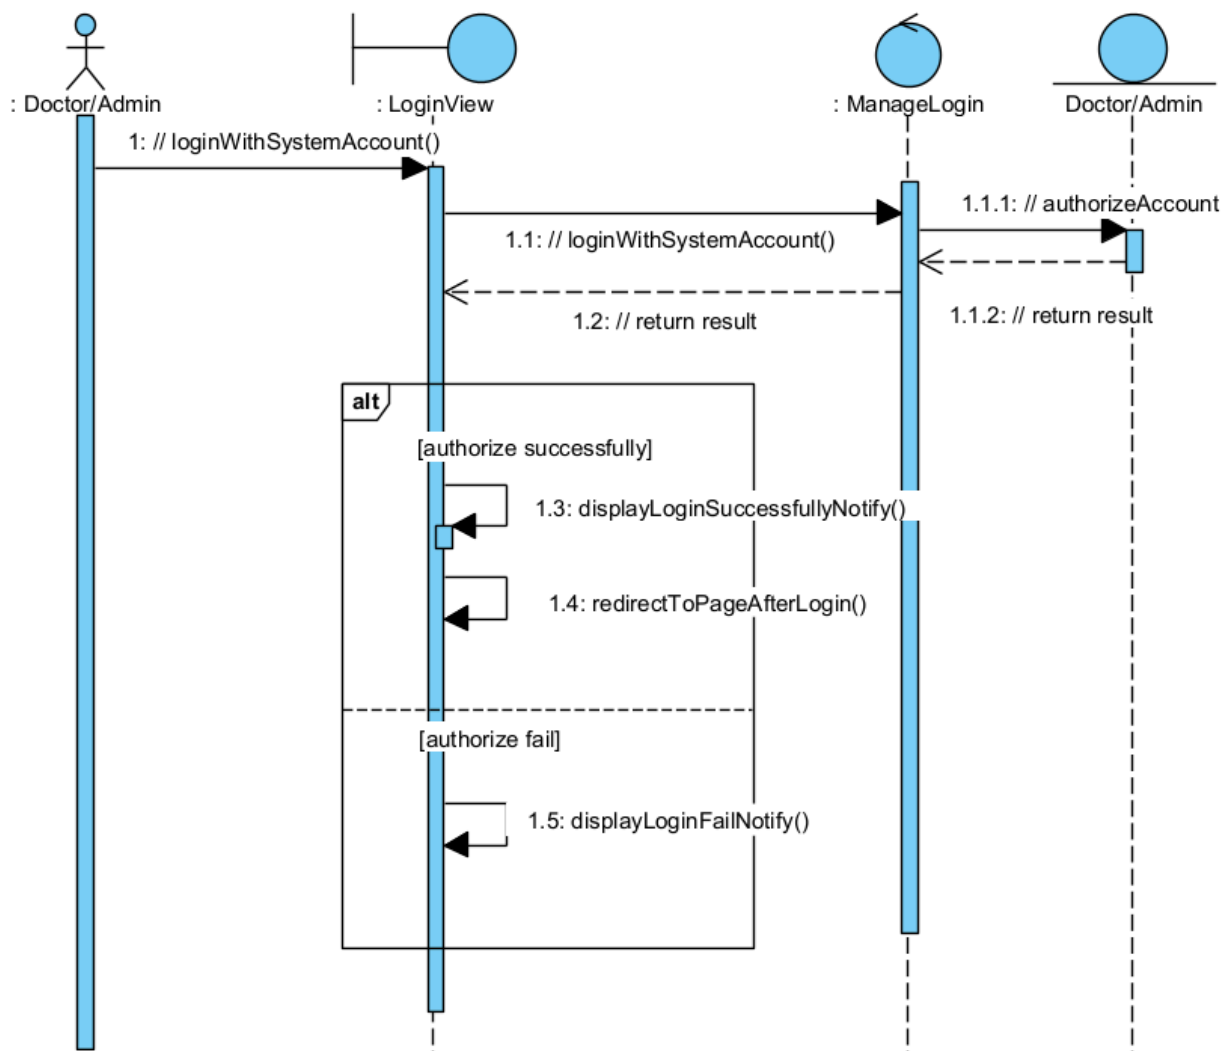 : Doctor/Admin
: LoginView
: ManageLogin
Doctor/Admin
1: // loginWithSystemAccount()
1.1.1: // authorizeAccount
1.1: // loginWithSystemAccount()
1.1.2: // return result
1.2: // return result
alt
[authorize successfully]
1.3: displayLoginSuccessfullyNotify()
1.4: redirectToPageAfterLogin()
[authorize fail]
1.5: displayLoginFailNotify()